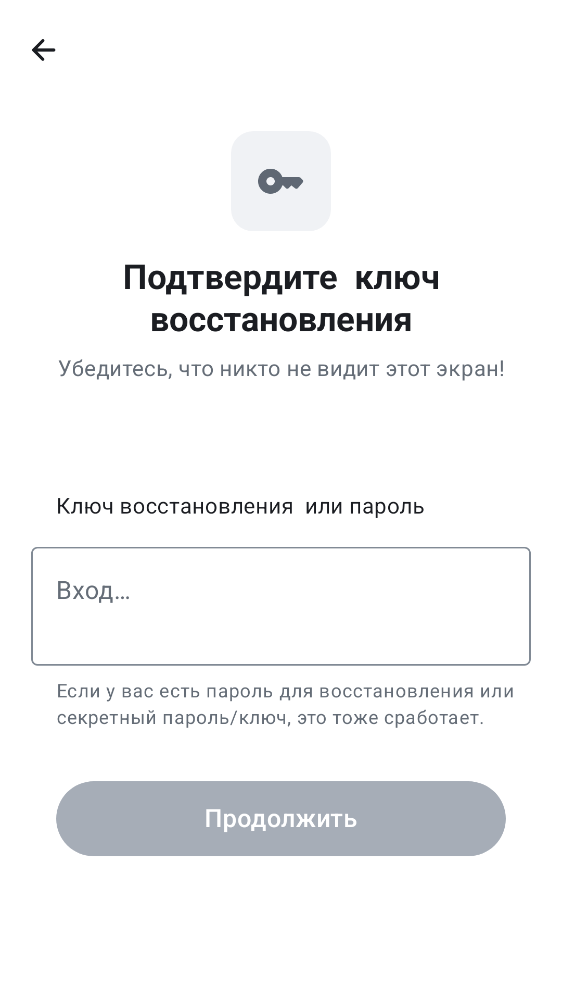 Подтвердите ключ
восстановления
Убедитесь, что никто не видит этот экран!
Ключ восстановления или пароль
Вход…
Если у вас есть пароль для восстановления или
секретный пароль/ключ, это тоже сработает.
Продолжить